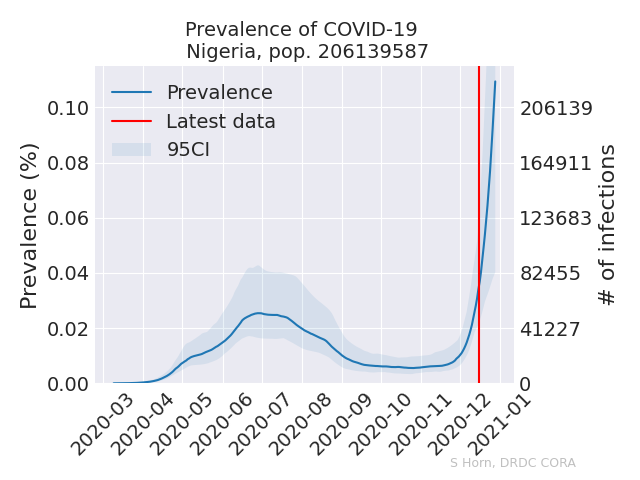 Prevalence of COVID-19
Nigeria, pop. 206139587
Prevalence
Latest data
95CI
Prevalence (%)
0.10
0.08
0.06
0.04
0.02
0.00
206139
164911
123683
82455
41227
0
# of infections
2020-03
2020-04
2020-05
2020-06
2020-07
2020-08
2020-09
2020-10
2020-11
2020-12
2021-01
S Horn, DRDC CORA